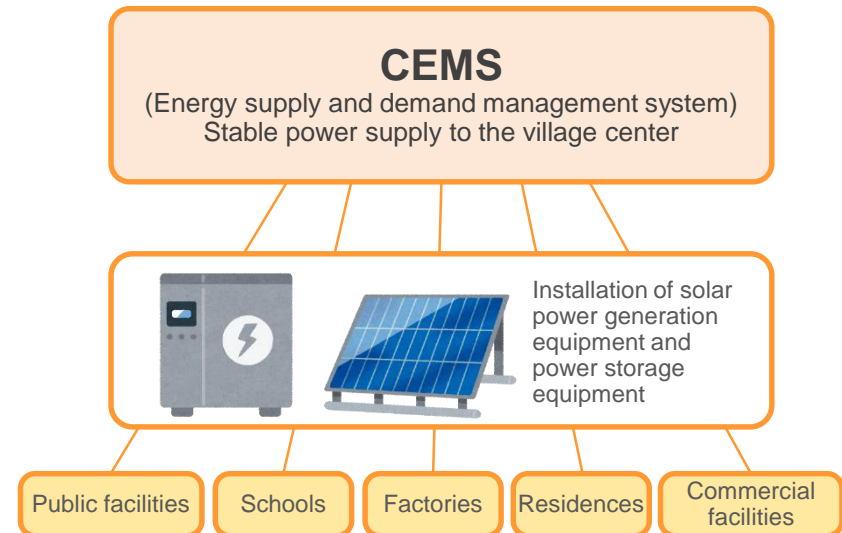 CEMS
(Energy supply and demand management system)
Stable power supply to the village center
Installation of solar
power generation
equipment and
power storage
equipment
Public facilities
Schools
Factories
Residences
Commercial
facilities